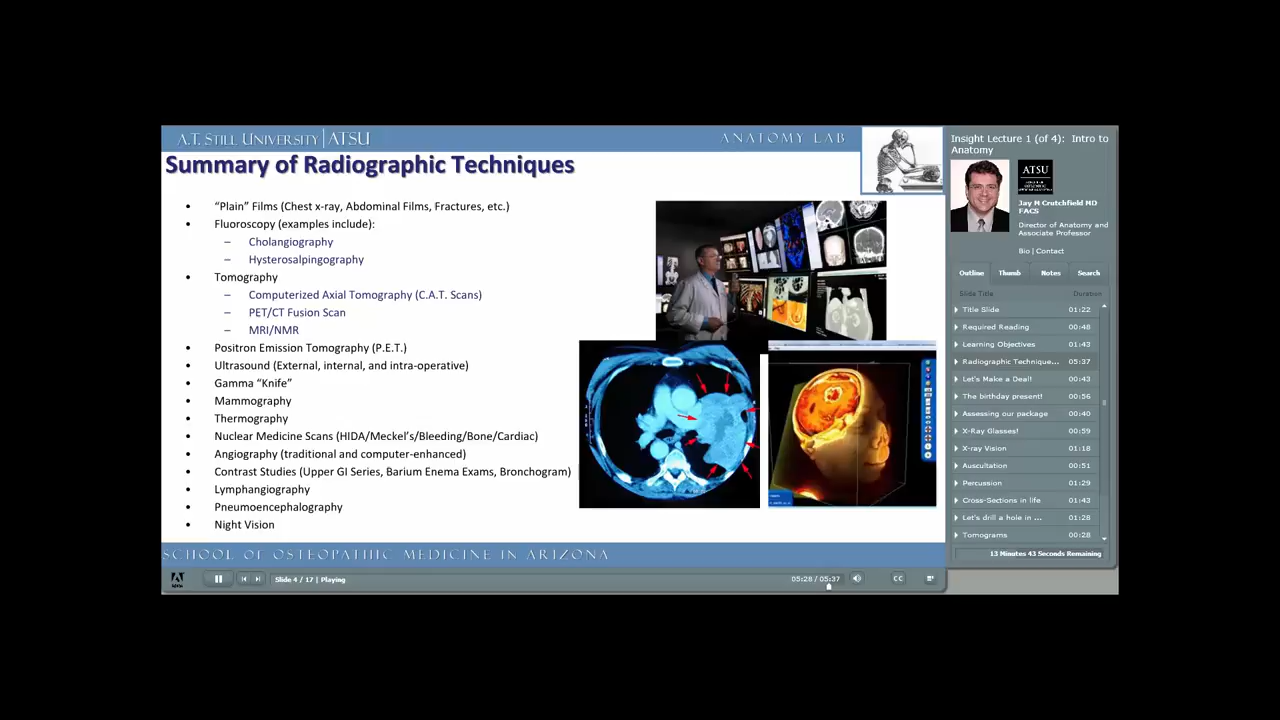 A.T. STILL UNIVERSITY | ATSU
ANATOMY LAB
Summary of Radiographic Techniques
• “Plain” Films (Chest x-ray, Abdominal Films, Fractures, etc.)
• Fluoroscopy (examples include):
– Cholangiography
– Hysterosalpingography
• Tomography
– Computerized Axial Tomography (C.A.T. Scans)
– PET/CT Fusion Scan
– MRI/NMR
• Positron Emission Tomography (P.E.T.)
• Ultrasound (External, internal, and intra-operative)
• Gamma “Knife”
• Mammography
• Thermography
• Nuclear Medicine Scans (HIDA/Meckel’s/Bleeding/Bone/Cardiac)
• Angiography (traditional and computer-enhanced)
• Contrast Studies (Upper GI Series, Barium Enema Exams, Bronchogram)
• Lymphangiography
• Pneumoencephalography
• Night Vision
SCHOOL OF OSTEOPATHIC MEDICINE IN ARIZONA
Slide 4 / 17 | Playing
05:28 / 05:37
CC
Insight Lecture 1 (of 4): Intro to
Anatomy
ATSU
Jay M Crutchfield MD
FACS
Director of Anatomy and
Associate Professor
Bio | Contact
Outline Thumb Notes Search
Slide Title Duration
Title Slide 01:22
Required Reading 00:48
Learning Objectives 01:43
Radiographic Technique... 05:37
Let's Make a Deal! 00:43
The birthday present! 00:56
Assessing our package 00:40
X-Ray Glasses! 00:59
X-ray Vision 01:18
Auscultation 00:51
Percussion 01:29
Cross-Sections in life 01:43
Let's drill a hole in ... 01:28
Tomograms 00:28
13 Minutes 43 Seconds Remaining